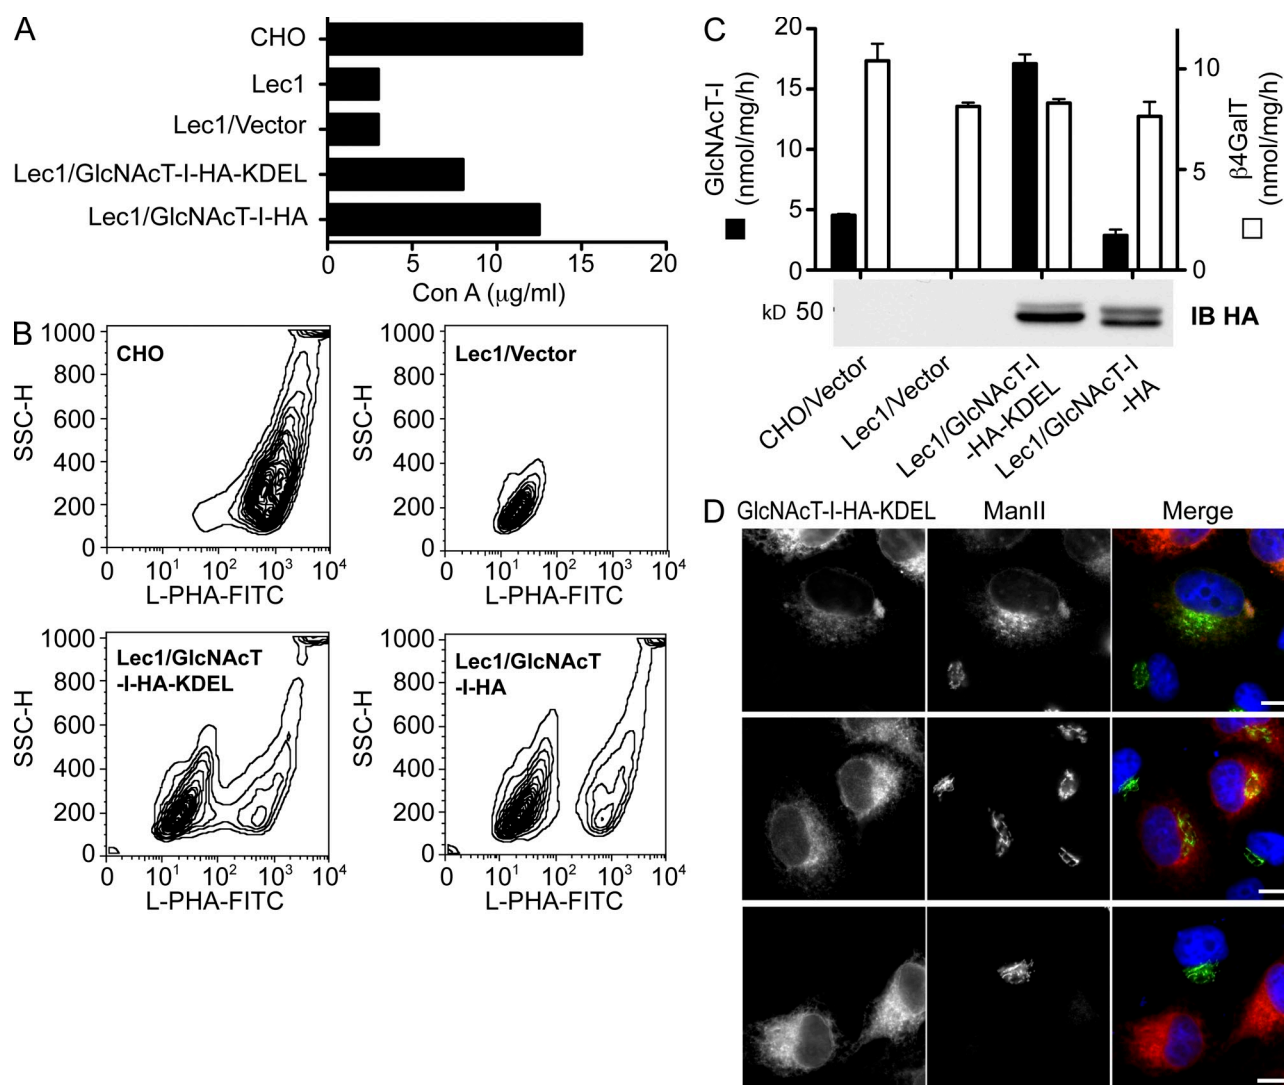 A
CHO
Lec1
Lec1/Vector
Lec1/GlcNAcT-I-HA-KDEL
Lec1/GlcNAcT-I-HA
0 5 10 15 20
Con A (μg/ml)
B
1000
800
600
400
200
0
SSC-H
CHO
0 10¹ 10² 10³ 10⁴
L-PHA-FITC
1000
800
600
400
200
0
SSC-H
Lec1/Vector
0 10¹ 10² 10³ 10⁴
L-PHA-FITC
1000
800
600
400
200
0
SSC-H
Lec1/GlcNAcT
-I-HA-KDEL
0 10¹ 10² 10³ 10⁴
L-PHA-FITC
1000
800
600
400
200
0
SSC-H
Lec1/GlcNAcT
-I-HA
0 10¹ 10² 10³ 10⁴
L-PHA-FITC
C
GlcNAcT-I
(nmol/mg/h)
20
15
10
5
0
10
5
0
β4GalT
(nmol/mg/h)
kD 50
IB HA
CHO/Vector
Lec1/Vector
Lec1/GlcNAcT-I
-HA-KDEL
Lec1/GlcNAcT-I
-HA
D
GlcNAcT-I-HA-KDEL ManII Merge